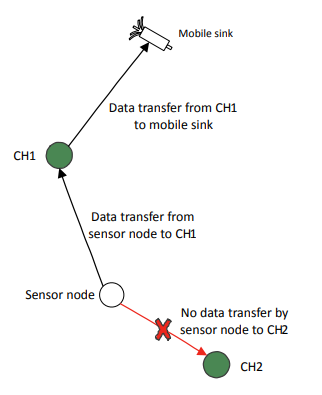 Mobile sink
Data transfer from CH1
to mobile sink
CH1
Data transfer from
sensor node to CH1
Sensor node
No data transfer by
sensor node to CH2
CH2